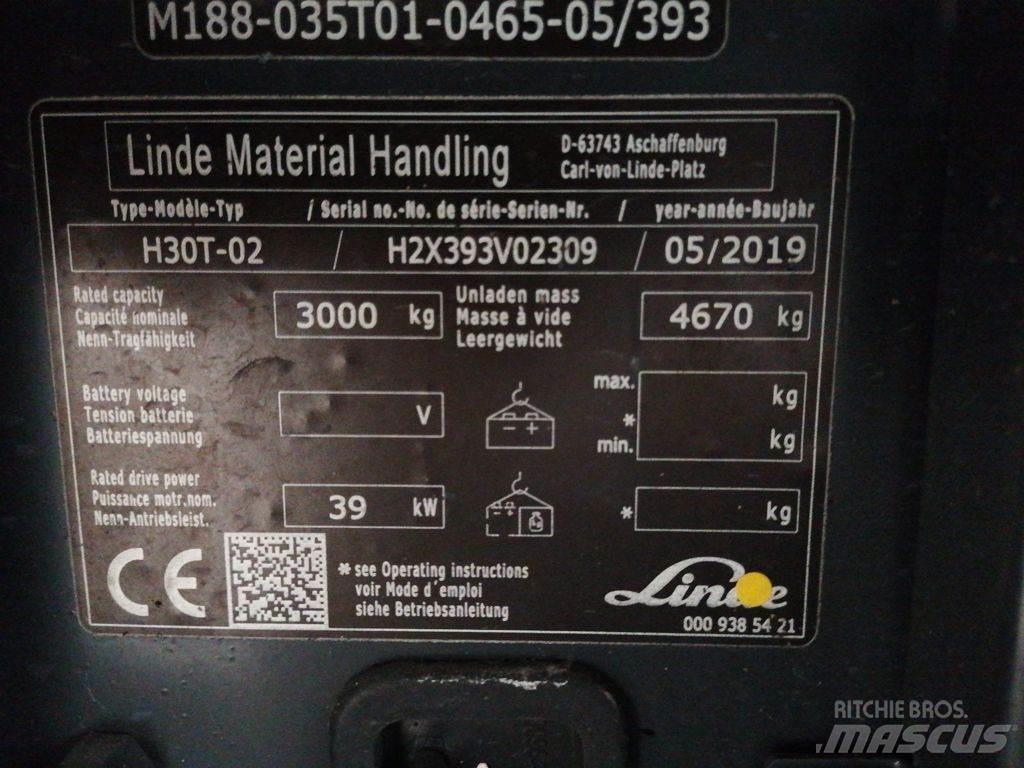 M188-035T01-0465-05/393
Linde Material Handling
D-63743 Aschaffenburg
Carl-von-Linde-Platz
Type-Modèle-Typ / Serial no.-No. de série-Serien-Nr. / year-année-Baujahr
H30T-02 / H2X393V02309 / 05/2019
Rated capacity
Capacité nominale
Nenn-Tragfähigkeit
3000 kg
Unladen mass
Masse à vide
Leergewicht
4670 kg
Battery voltage
Tension batterie
Batteriespannung
V
- +
max.
*
min.
kg
kg
Rated drive power
Puissance motr.nom.
Nenn-Antriebsleist.
39 kW
- +
* kg
CE
* see Operating instructions
voir Mode d'emploi
siehe Betriebsanleitung
Linde
000 938 54 21
RITCHIE BROS.
MASCUS